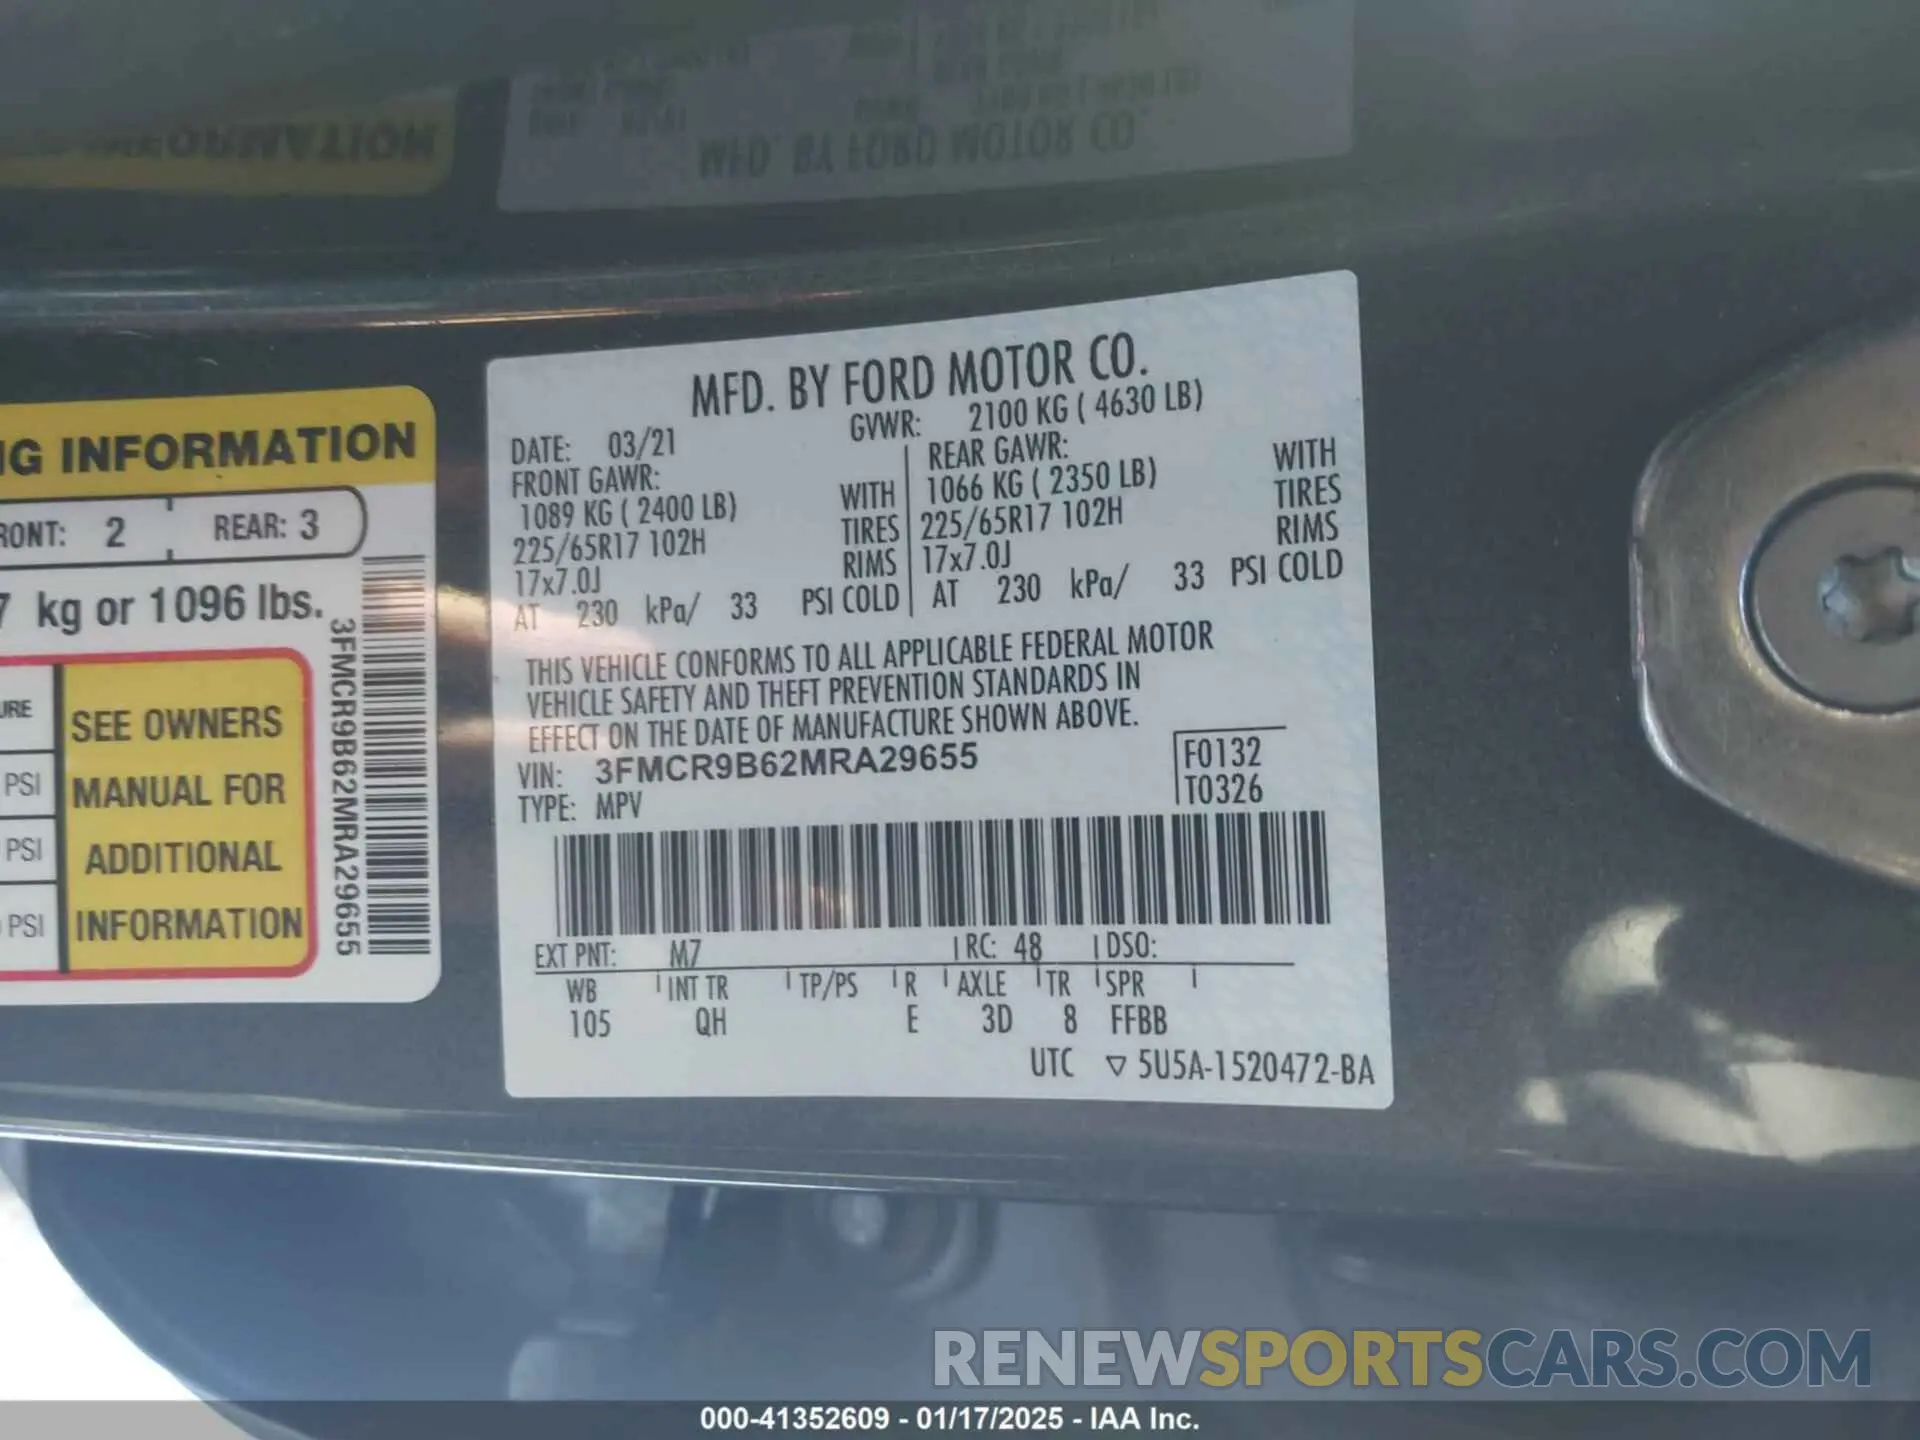 NG INFORMATION
FRONT: 2 REAR: 3
7 kg or 1096 lbs.
URE
PSI
PSI
PSI
SEE OWNERS
MANUAL FOR
ADDITIONAL
INFORMATION
3FMCR9B62MRA29655
MFD. BY FORD MOTOR CO.
DATE: 03/21 GVWR: 2100 KG ( 4630 LB)
FRONT GAWR: REAR GAWR:
1089 KG ( 2400 LB) WITH 1066 KG ( 2350 LB) WITH
225/65R17 102H TIRES 225/65R17 102H TIRES
17x7.0J RIMS 17x7.0J RIMS
AT 230 kPa/ 33 PSI COLD AT 230 kPa/ 33 PSI COLD
THIS VEHICLE CONFORMS TO ALL APPLICABLE FEDERAL MOTOR
VEHICLE SAFETY AND THEFT PREVENTION STANDARDS IN
EFFECT ON THE DATE OF MANUFACTURE SHOWN ABOVE.
VIN: 3FMCR9B62MRA29655 F0132
TYPE: MPV T0326
EXT PNT: M7 RC: 48 DSO:
WB INT TR TP/PS R AXLE TR SPR
105 QH E 3D 8 FFBB
UTC ▽ 5U5A-1520472-BA
RENEWSPORTSCARS.COM
000-41352609 - 01/17/2025 - IAA Inc.